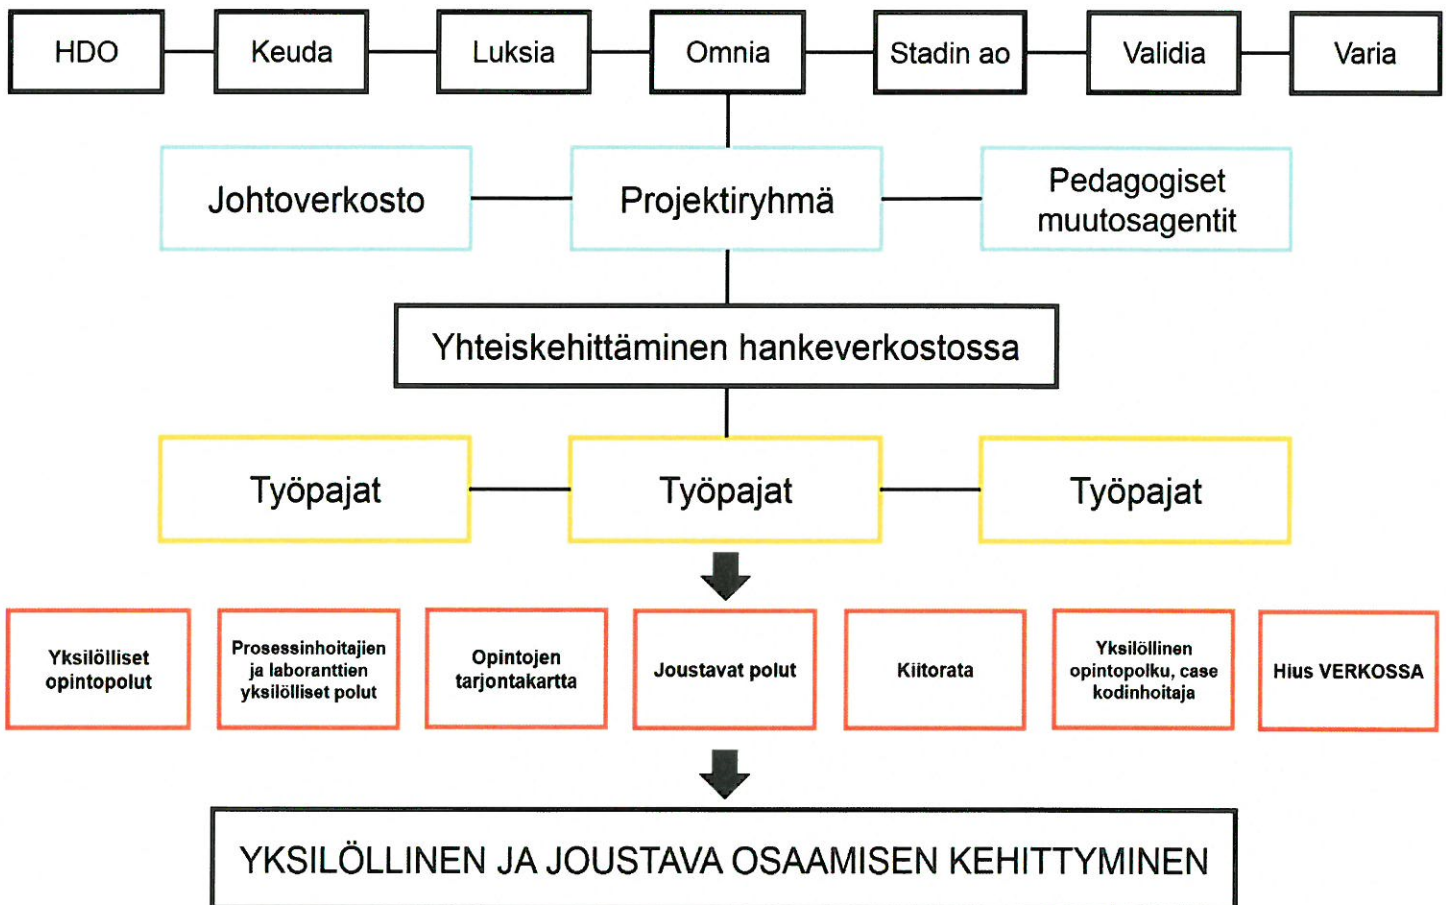 HDO
Keuda
Luksia
Omnia
Stadin ao
Validia
Varia
Johtoverkosto
Projektiryhmä
Pedagogiset
muutosagentit
Yhteiskehittäminen hankeverkostossa
Työpajat
Työpajat
Työpajat
Yksilölliset
opintopolut
Prosessinhoitajien
ja laboranttien
yksilölliset polut
Opintojen
tarjontakartta
Joustavat polut
Kiitorata
Yksilöllinen
opintopolku, case
kodinhoitaja
Hius VERKOSSA
YKSILÖLLINEN JA JOUSTAVA OSAAMISEN KEHITTYMINEN